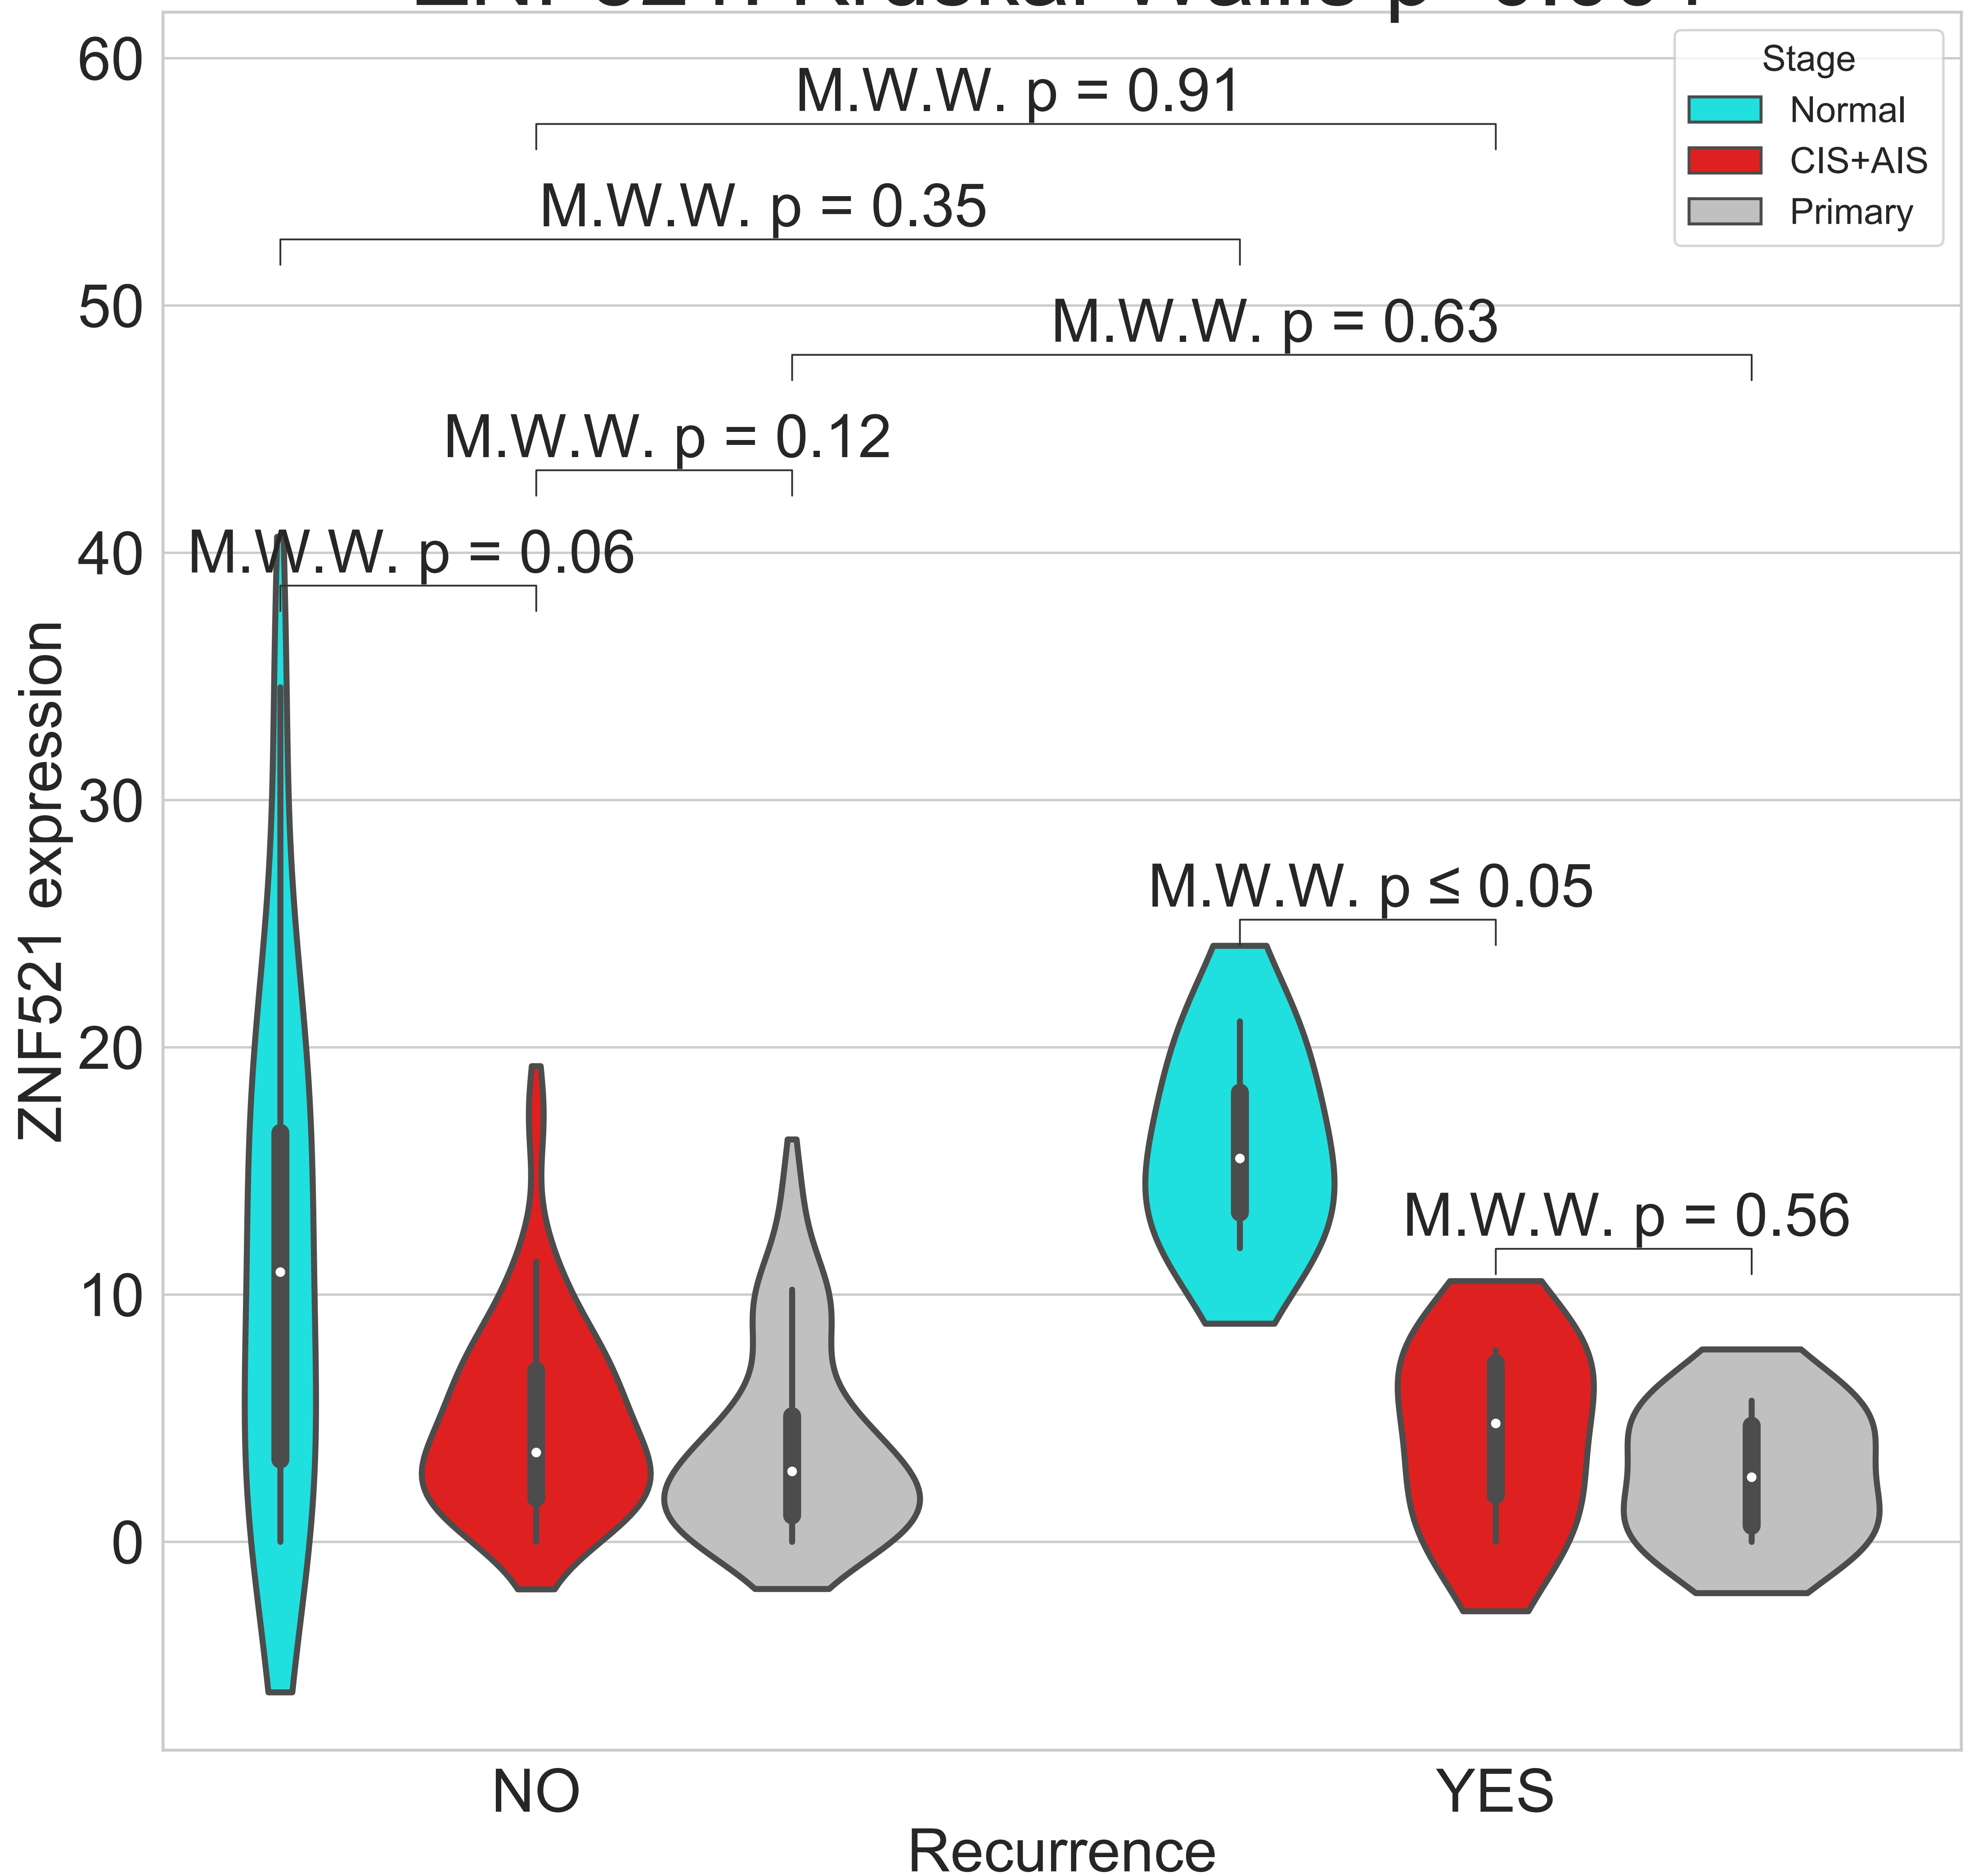 60
Stage
Normal
CIS+AIS
Primary
M.W.W. p = 0.91
M.W.W. p = 0.35
50
M.W.W. p = 0.63
M.W.W. p = 0.12
40
M.W.W. p = 0.06
ZNF521 expression
30
M.W.W. p ≤ 0.05
20
M.W.W. p = 0.56
10
0
NO
YES
Recurrence